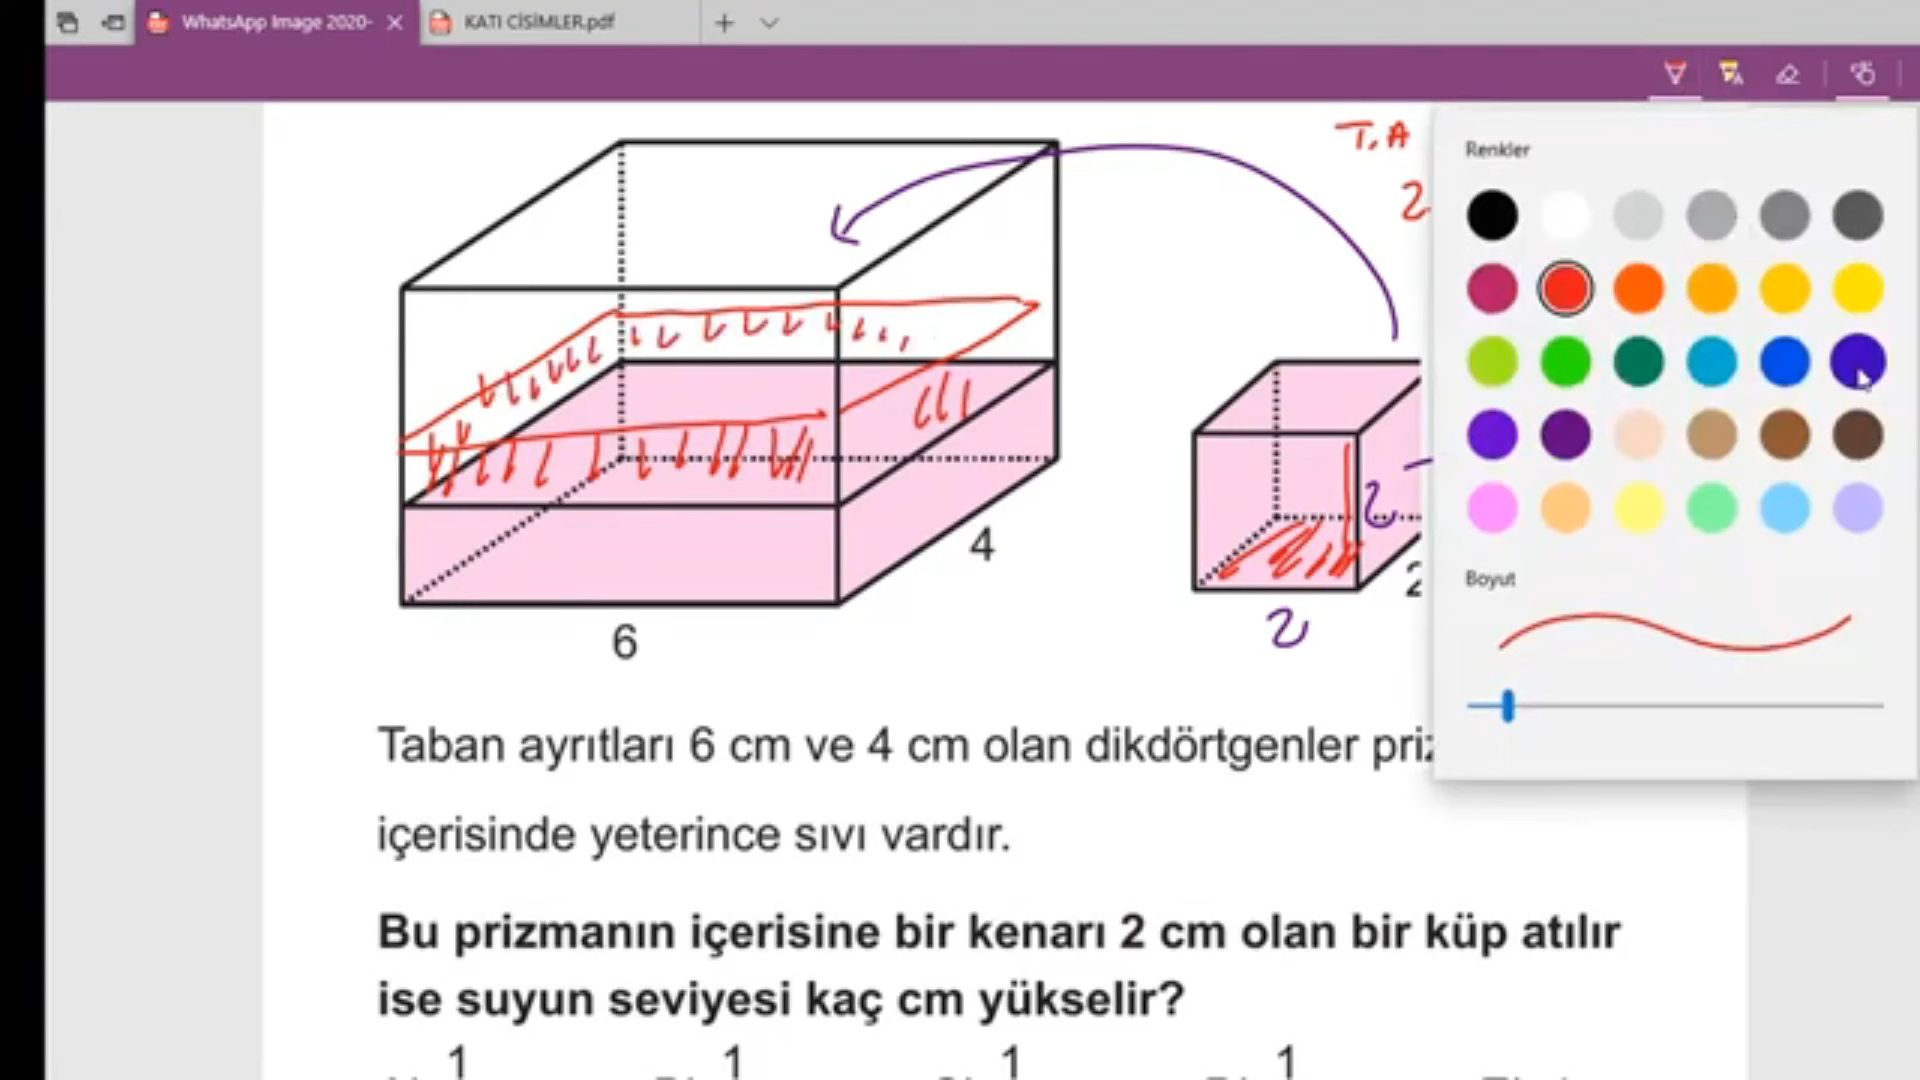 WhatsApp Image 2020-
KATI CİSİMLER.pdf
T.A
2
Renkler
2
4
2
2
6
Boyut
Taban ayrıtları 6 cm ve 4 cm olan dikdörtgenler
içerisinde yeterince sıvı vardır.
Bu prizmanın içerisine bir kenarı 2 cm olan bir küp atılır
ise suyun seviyesi kaç cm yükselir?
1 1 1 1